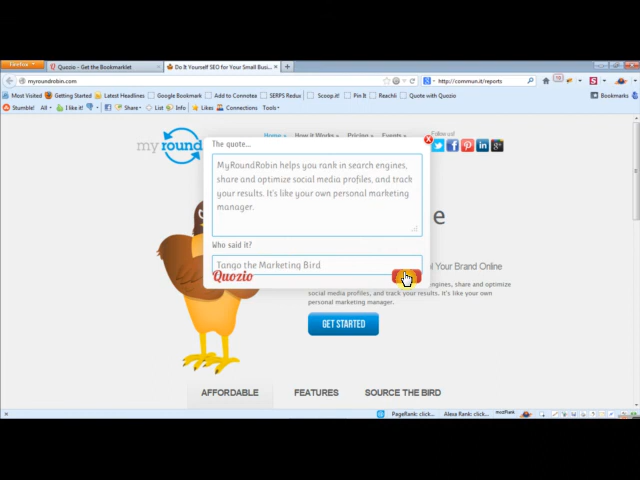 Firefox
Quozio - Get the Bookmarklet
Do It Yourself SEO for Your Small Busi...
myroundrobin.com
http://commun.it/reports
Most Visited Getting Started Latest Headlines Google Bookmark Add to Connotea SERPS Redux Scoop.it! Pin It Reachli Quote with Quozio Bookmarks
Stumble! All I like it! Share List Info Likes Connections Tools
my round
Home How it Works Pricing Events
Follow us!
The quote...
MyRoundRobin helps you rank in search engines,
share and optimize social media profiles, and track
your results. It's like your own personal marketing
manager.
Who said it?
Tango the Marketing Bird
Quozio
l Your Brand Online
engines, share and optimize
social media profiles, and track your results. It's like your own
personal marketing manager.
GET STARTED
AFFORDABLE FEATURES SOURCE THE BIRD
PageRank: click... Alexa Rank: click... mozRank